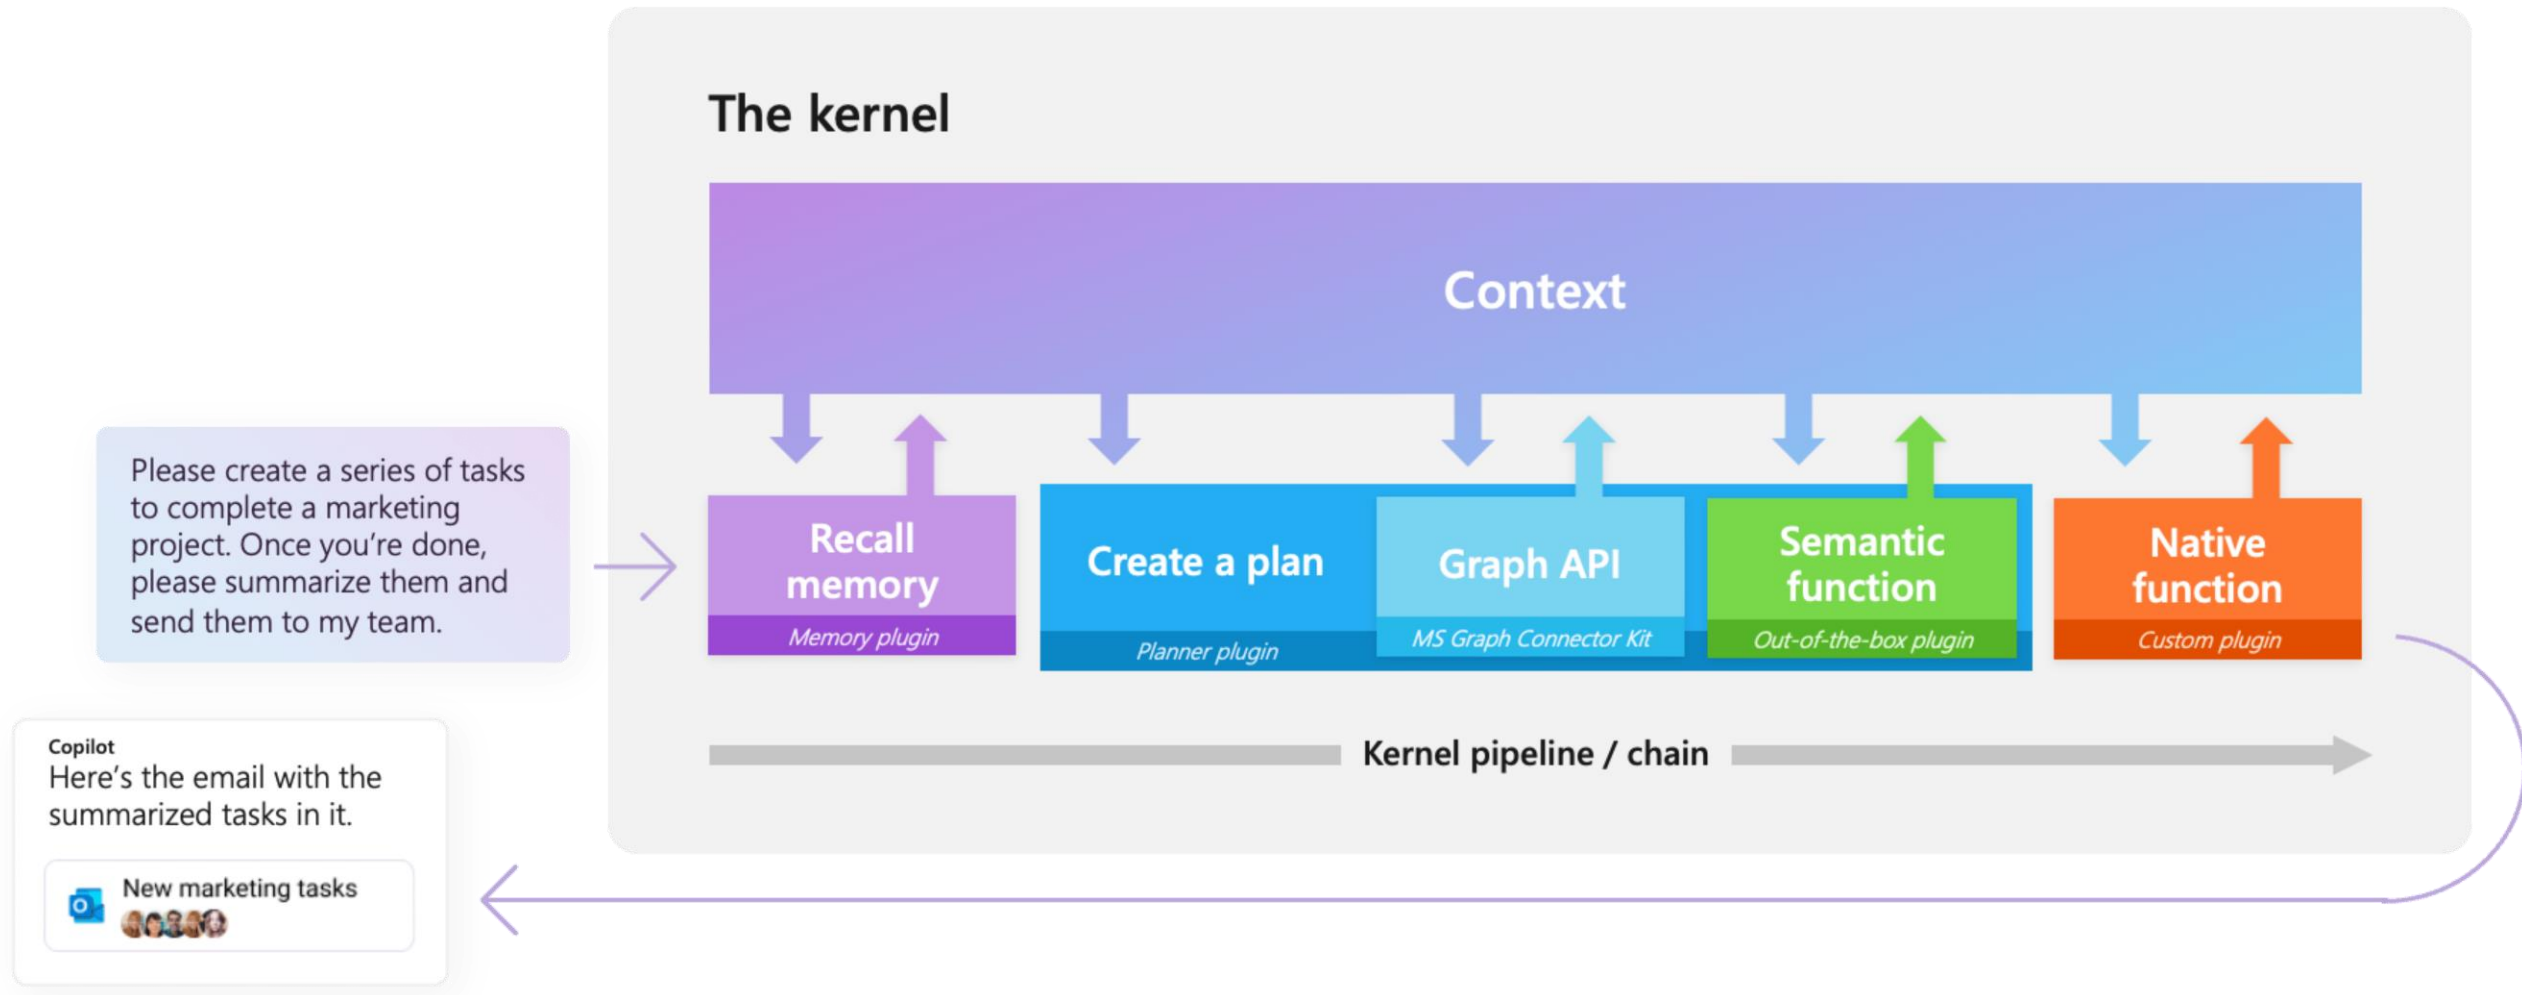 The kernel
Context
Please create a series of tasks
to complete a marketing
project. Once you’re done,
please summarize them and
send them to my team.
Recall
memory
Memory plugin
Create a plan
Planner plugin
Graph API
MS Graph Connector Kit
Semantic
function
Out-of-the-box plugin
Native
function
Custom plugin
Kernel pipeline / chain
Copilot
Here’s the email with the
summarized tasks in it.
New marketing tasks